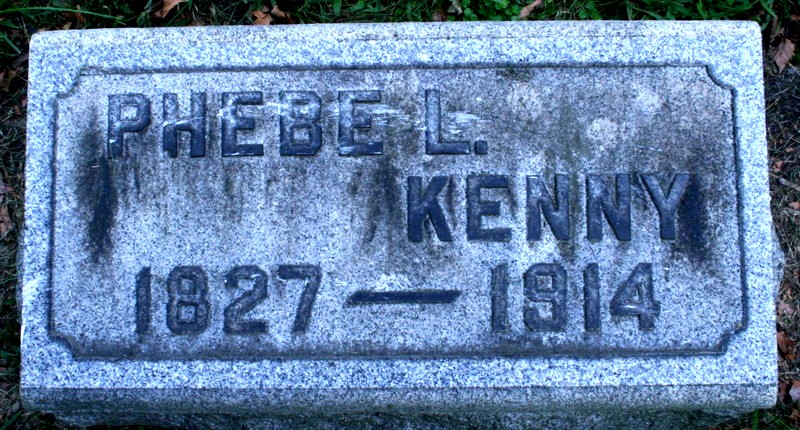 PHEBE L.
KENNY
1827 — 1914